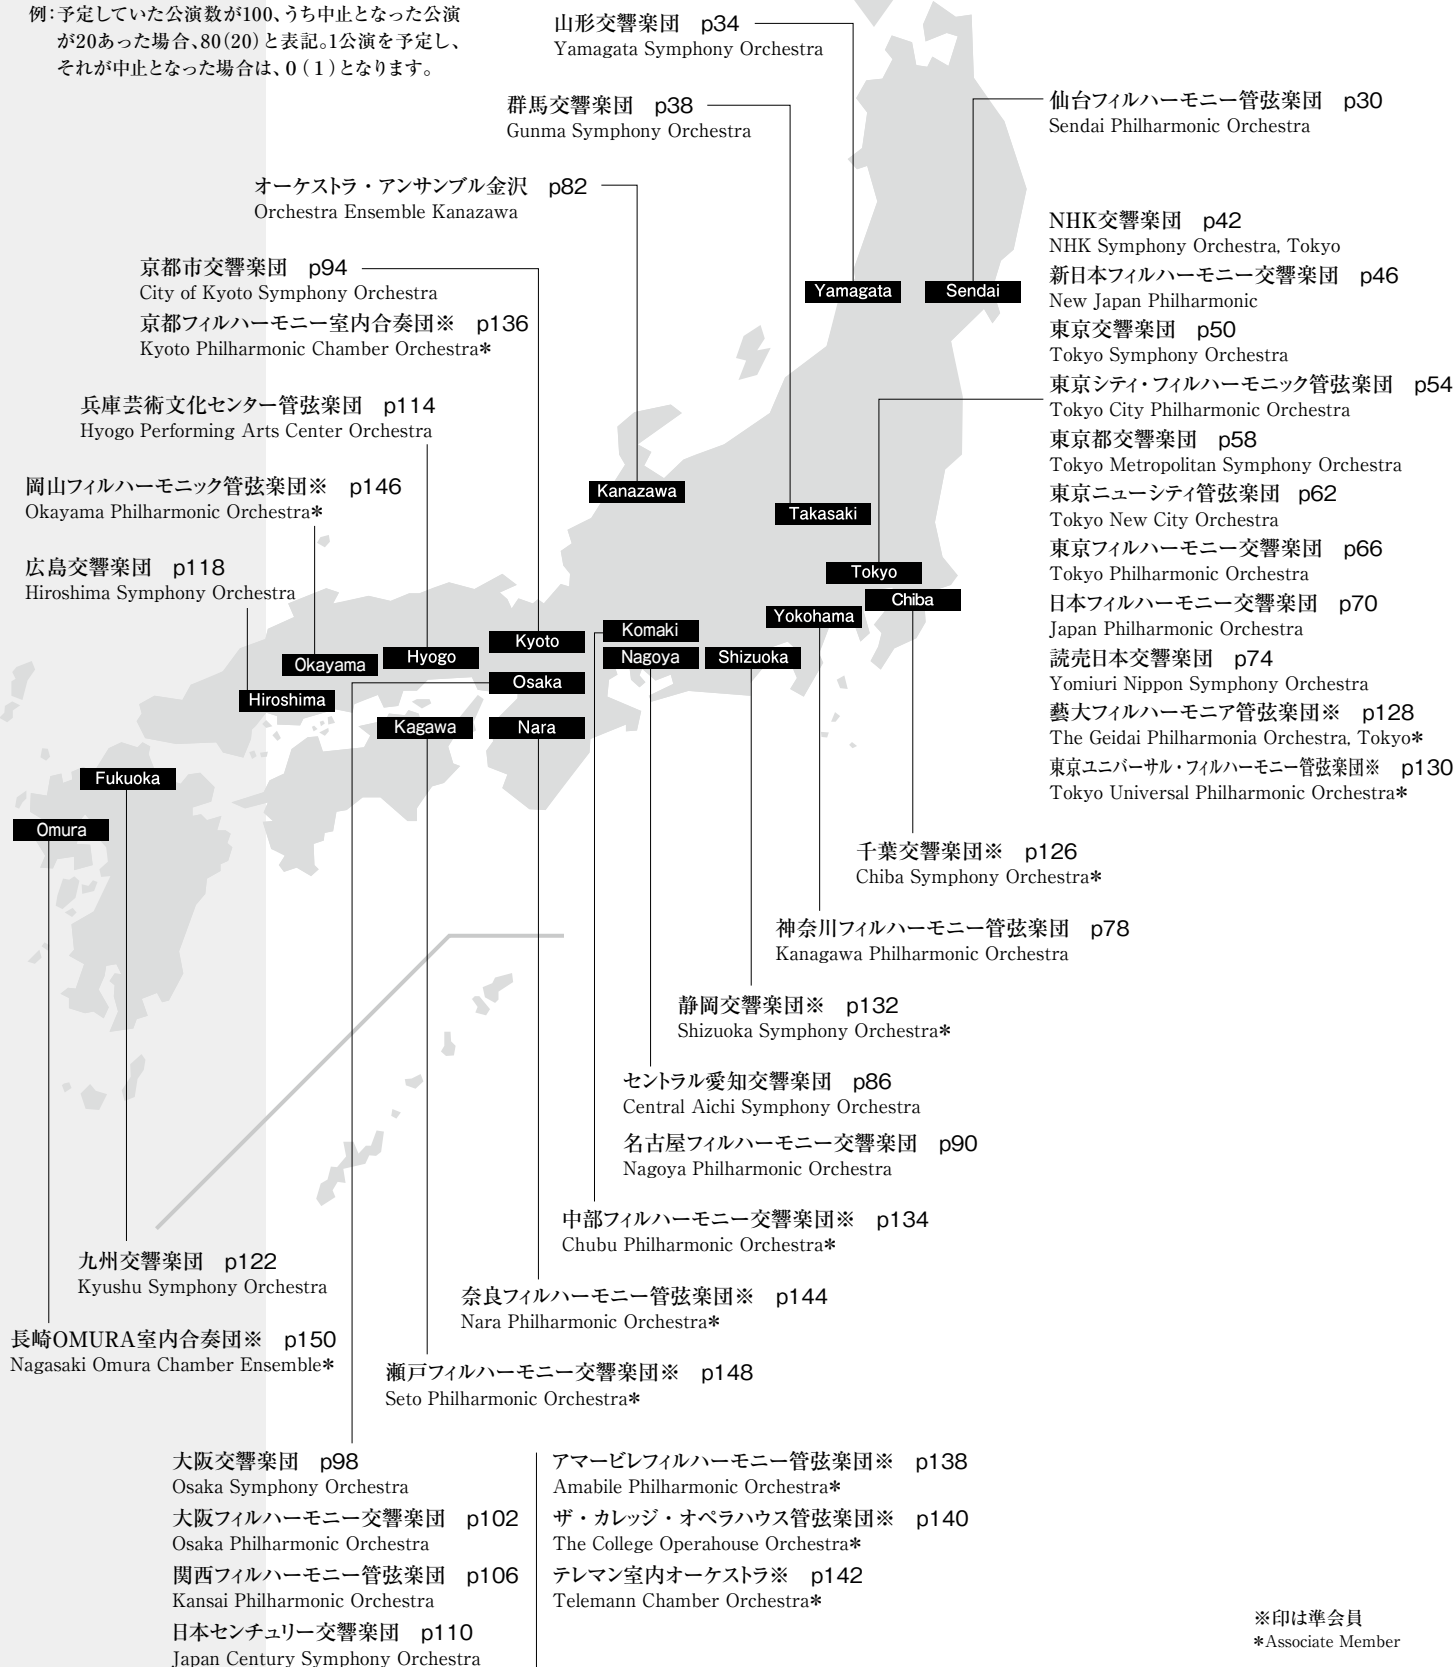 例：予定していた公演数が100、うち中止となった公演
が20あった場合、80（20）と表記。1公演を予定し、
それが中止となった場合は、0（1）となります。
山形交響楽団　p34
Yamagata Symphony Orchestra
群馬交響楽団　p38
Gunma Symphony Orchestra
仙台フィルハーモニー管弦楽団　p30
Sendai Philharmonic Orchestra
オーケストラ・アンサンブル金沢　p82
Orchestra Ensemble Kanazawa
京都市交響楽団　p94
City of Kyoto Symphony Orchestra
京都フィルハーモニー室内合奏団※　p136
Kyoto Philharmonic Chamber Orchestra*
兵庫芸術文化センター管弦楽団　p114
Hyogo Performing Arts Center Orchestra
岡山フィルハーモニック管弦楽団※　p146
Okayama Philharmonic Orchestra*
広島交響楽団　p118
Hiroshima Symphony Orchestra
NHK交響楽団　p42
NHK Symphony Orchestra, Tokyo
新日本フィルハーモニー交響楽団　p46
New Japan Philharmonic
東京交響楽団　p50
Tokyo Symphony Orchestra
東京シティ・フィルハーモニック管弦楽団　p54
Tokyo City Philharmonic Orchestra
東京都交響楽団　p58
Tokyo Metropolitan Symphony Orchestra
東京ニューシティ管弦楽団　p62
Tokyo New City Orchestra
東京フィルハーモニー交響楽団　p66
Tokyo Philharmonic Orchestra
日本フィルハーモニー交響楽団　p70
Japan Philharmonic Orchestra
読売日本交響楽団　p74
Yomiuri Nippon Symphony Orchestra
藝大フィルハーモニア管弦楽団※　p128
The Geidai Philharmonia Orchestra, Tokyo*
東京ユニバーサル・フィルハーモニー管弦楽団※　p130
Tokyo Universal Philharmonic Orchestra*
Yamagata
Sendai
Kanazawa
Takasaki
Tokyo
Chiba
Yokohama
Komaki
Kyoto
Nagoya
Shizuoka
Hyogo
Okayama
Osaka
Hiroshima
Kagawa
Nara
Fukuoka
Omura
千葉交響楽団※　p126
Chiba Symphony Orchestra*
神奈川フィルハーモニー管弦楽団　p78
Kanagawa Philharmonic Orchestra
静岡交響楽団※　p132
Shizuoka Symphony Orchestra*
セントラル愛知交響楽団　p86
Central Aichi Symphony Orchestra
名古屋フィルハーモニー交響楽団　p90
Nagoya Philharmonic Orchestra
中部フィルハーモニー交響楽団※　p134
Chubu Philharmonic Orchestra*
九州交響楽団　p122
Kyushu Symphony Orchestra
奈良フィルハーモニー管弦楽団※　p144
Nara Philharmonic Orchestra*
長崎OMURA室内合奏団※　p150
Nagasaki Omura Chamber Ensemble*
瀬戸フィルハーモニー交響楽団※　p148
Seto Philharmonic Orchestra*
大阪交響楽団　p98
Osaka Symphony Orchestra
大阪フィルハーモニー交響楽団　p102
Osaka Philharmonic Orchestra
関西フィルハーモニー管弦楽団　p106
Kansai Philharmonic Orchestra
日本センチュリー交響楽団　p110
Japan Century Symphony Orchestra
アマービレフィルハーモニー管弦楽団※　p138
Amabile Philharmonic Orchestra*
ザ・カレッジ・オペラハウス管弦楽団※　p140
The College Operahouse Orchestra*
テレマン室内オーケストラ※　p142
Telemann Chamber Orchestra*
※印は準会員
*Associate Member